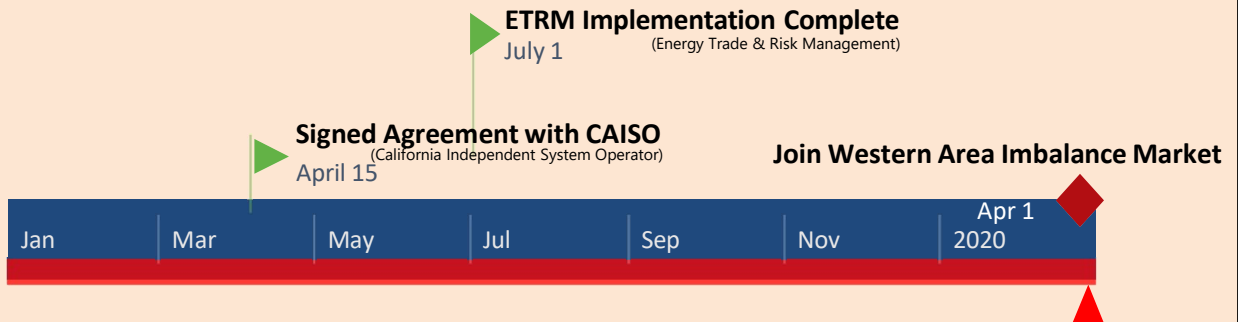 ETRM Implementation Complete
(Energy Trade & Risk Management)
July 1
Signed Agreement with CAISO
(California Independent System Operator)
April 15
Join Western Area Imbalance Market
Apr 1
Jan Mar May Jul Sep Nov 2020